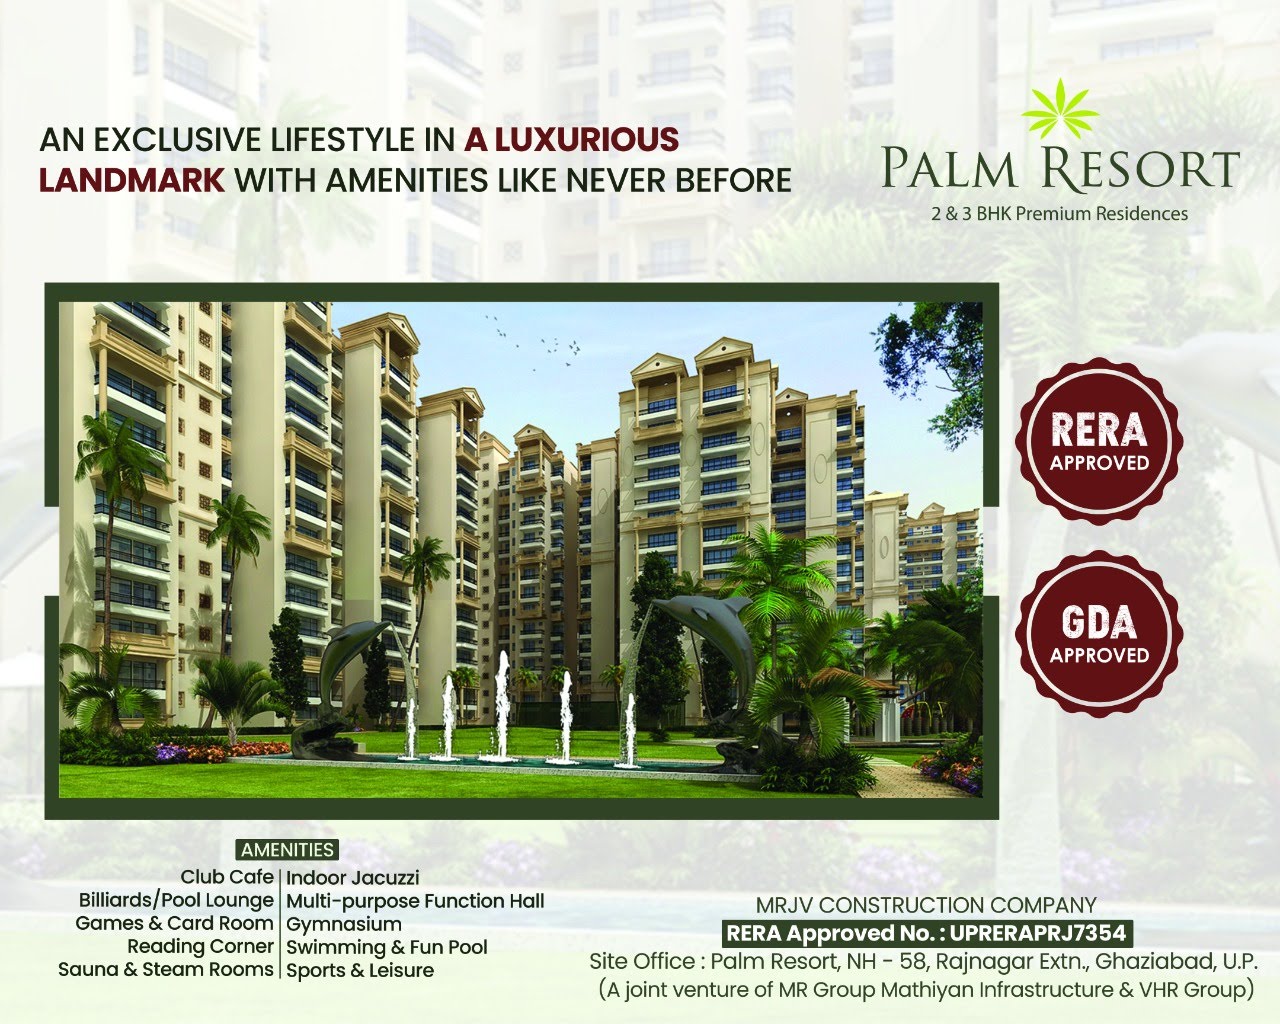 AN EXCLUSIVE LIFESTYLE IN A LUXURIOUS
LANDMARK WITH AMENITIES LIKE NEVER BEFORE
PALM RESORT
2 & 3 BHK Premium Residences
RERA
APPROVED
GDA
APPROVED
AMENITIES
Club Cafe
Billiards/Pool Lounge
Games & Card Room
Reading Corner
Sauna & Steam Rooms
Indoor Jacuzzi
Multi-purpose Function Hall
Gymnasium
Swimming & Fun Pool
Sports & Leisure
MRJV CONSTRUCTION COMPANY
RERA Approved No. : UPRERAPRJ7354
Site Office : Palm Resort, NH - 58, Rajnagar Extn., Ghaziabad, U.P.
(A joint venture of MR Group Mathiyan Infrastructure & VHR Group)